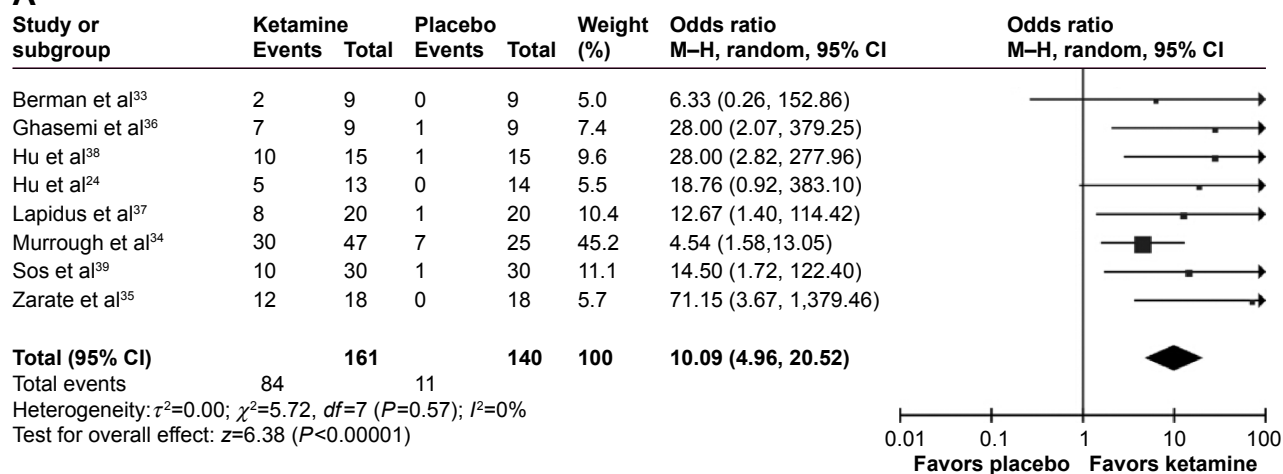 A
Study or subgroup Ketamine Placebo Weight (%) Odds ratio M–H, random, 95% CI Odds ratio M–H, random, 95% CI
Events Total Events Total
Berman et al³³ 2 9 0 9 5.0 6.33 (0.26, 152.86)
Ghasemi et al³⁶ 7 9 1 9 7.4 28.00 (2.07, 379.25)
Hu et al³⁸ 10 15 1 15 9.6 28.00 (2.82, 277.96)
Hu et al²⁴ 5 13 0 14 5.5 18.76 (0.92, 383.10)
Lapidus et al³⁷ 8 20 1 20 10.4 12.67 (1.40, 114.42)
Murrough et al³⁴ 30 47 7 25 45.2 4.54 (1.58,13.05)
Sos et al³⁹ 10 30 1 30 11.1 14.50 (1.72, 122.40)
Zarate et al³⁵ 12 18 0 18 5.7 71.15 (3.67, 1,379.46)
Total (95% CI) 161 140 100 10.09 (4.96, 20.52)
Total events 84 11
Heterogeneity: τ²=0.00; χ²=5.72, df=7 (P=0.57); I²=0%
Test for overall effect: z=6.38 (P<0.00001)
0.01 0.1 1 10 100
Favors placebo Favors ketamine